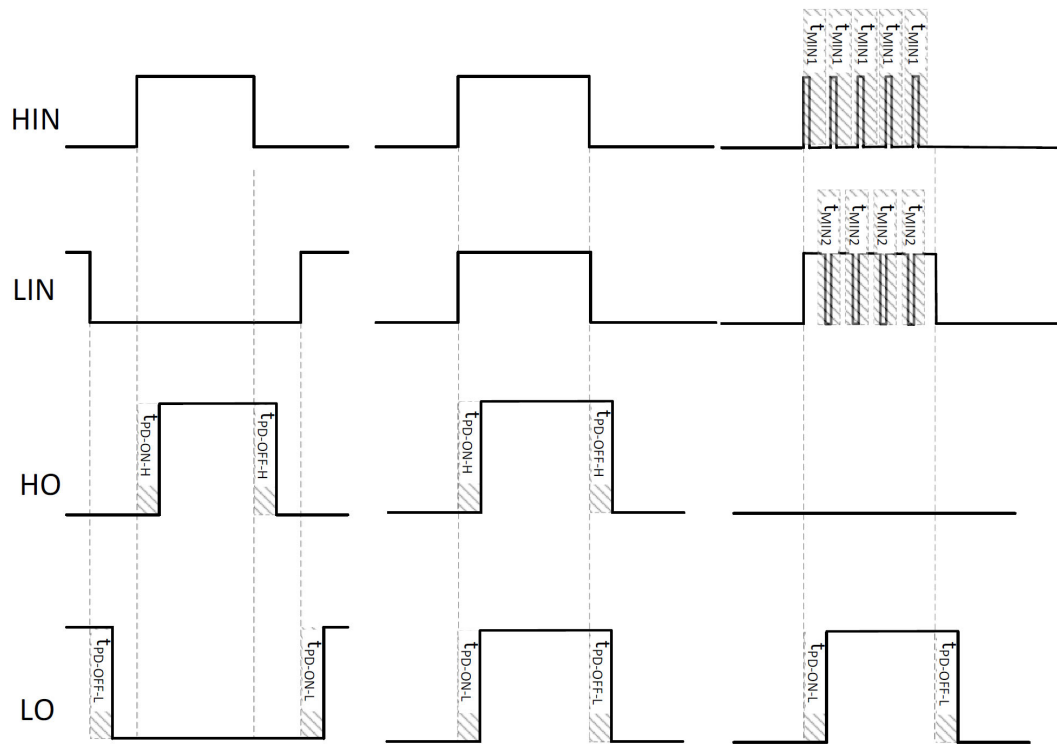 tMIN1 tMIN1 tMIN1 tMIN1 tMIN1
HIN
tMIN2 tMIN2 tMIN2 tMIN2
LIN
tPD-ON-H tPD-OFF-H tPD-ON-H tPD-OFF-H
HO
tPD-OFF-L tPD-ON-L tPD-ON-L tPD-OFF-L tPD-ON-L tPD-OFF-L
LO